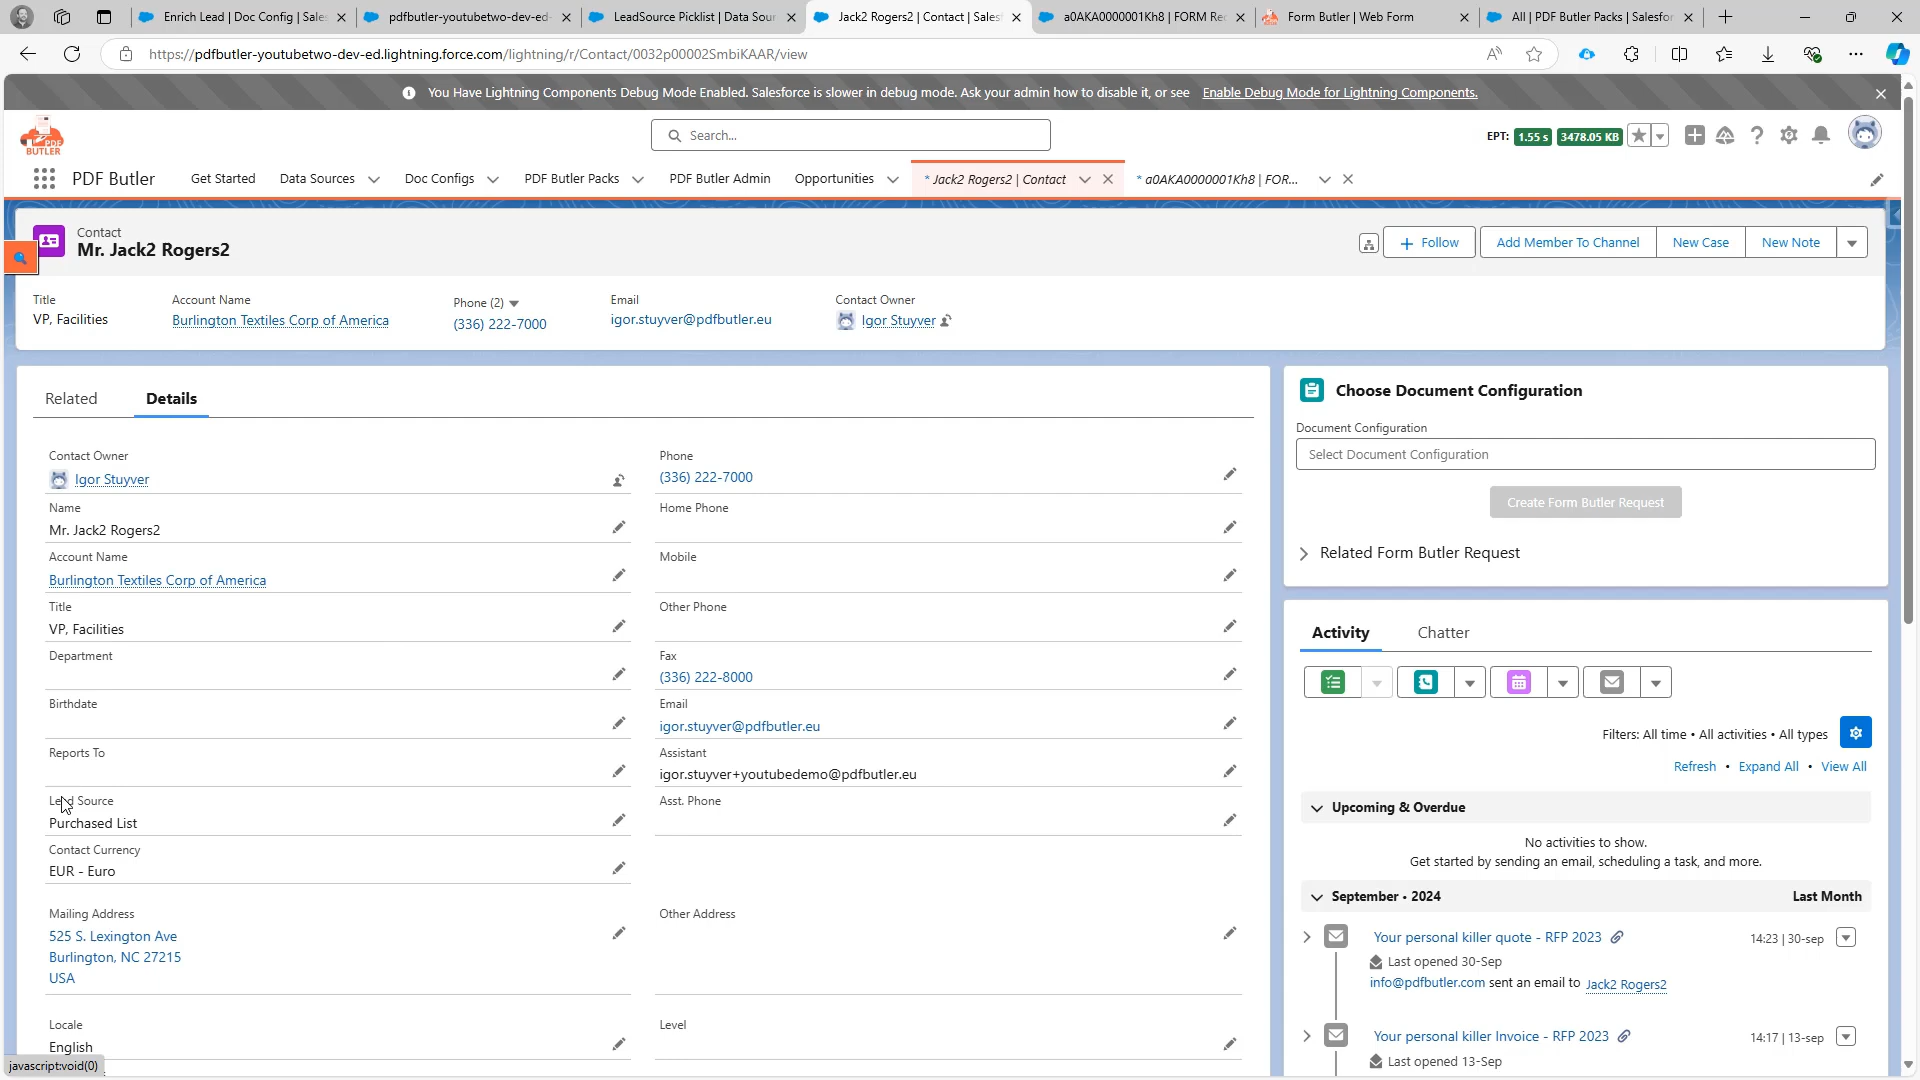 Enrich Lead | Doc Config | Sales
pdfbutler-youtubetwo-dev-ed-
LeadSource Picklist | Data Sour
Jack2 Rogers2 | Contact | Salesf
a0AKA0000001Kh8 | FORM Rec
Form Butler | Web Form
All | PDF Butler Packs | Salesfor
https://pdfbutler-youtubetwo-dev-ed.lightning.force.com/lightning/r/Contact/0032p00002SmbiKAAR/view
You Have Lightning Components Debug Mode Enabled. Salesforce is slower in debug mode. Ask your admin how to disable it, or see Enable Debug Mode for Lightning Components.
PDF
BUTLER
Search...
EPT: 1.55 s 3478.05 KB
PDF Butler
Get Started
Data Sources
Doc Configs
PDF Butler Packs
PDF Butler Admin
Opportunities
* Jack2 Rogers2 | Contact
* a0AKA0000001Kh8 | FOR...
Contact
Mr. Jack2 Rogers2
Follow
Add Member To Channel
New Case
New Note
Title
VP, Facilities
Account Name
Burlington Textiles Corp of America
Phone (2)
(336) 222-7000
Email
igor.stuyver@pdfbutler.eu
Contact Owner
Igor Stuyver
Related
Details
Contact Owner
Igor Stuyver
Phone
(336) 222-7000
Name
Mr. Jack2 Rogers2
Home Phone
Account Name
Burlington Textiles Corp of America
Mobile
Title
VP, Facilities
Other Phone
Department
Fax
(336) 222-8000
Birthdate
Email
igor.stuyver@pdfbutler.eu
Reports To
Assistant
igor.stuyver+youtubedemo@pdfbutler.eu
Lead Source
Purchased List
Asst. Phone
Contact Currency
EUR - Euro
Mailing Address
525 S. Lexington Ave
Burlington, NC 27215
USA
Other Address
Locale
English
Level
javascript:void(0)
Choose Document Configuration
Document Configuration
Select Document Configuration
Create Form Butler Request
Related Form Butler Request
Activity
Chatter
Filters: All time • All activities • All types
Refresh • Expand All • View All
Upcoming & Overdue
No activities to show.
Get started by sending an email, scheduling a task, and more.
September • 2024
Last Month
Your personal killer quote - RFP 2023
14:23 | 30-sep
Last opened 30-Sep
info@pdfbutler.com sent an email to Jack2 Rogers2
Your personal killer Invoice - RFP 2023
14:17 | 13-sep
Last opened 13-Sep